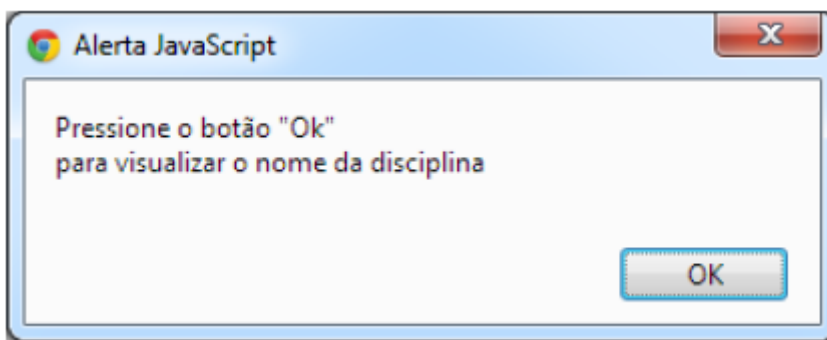 Alerta JavaScript
Pressione o botão "Ok"
para visualizar o nome da disciplina
OK